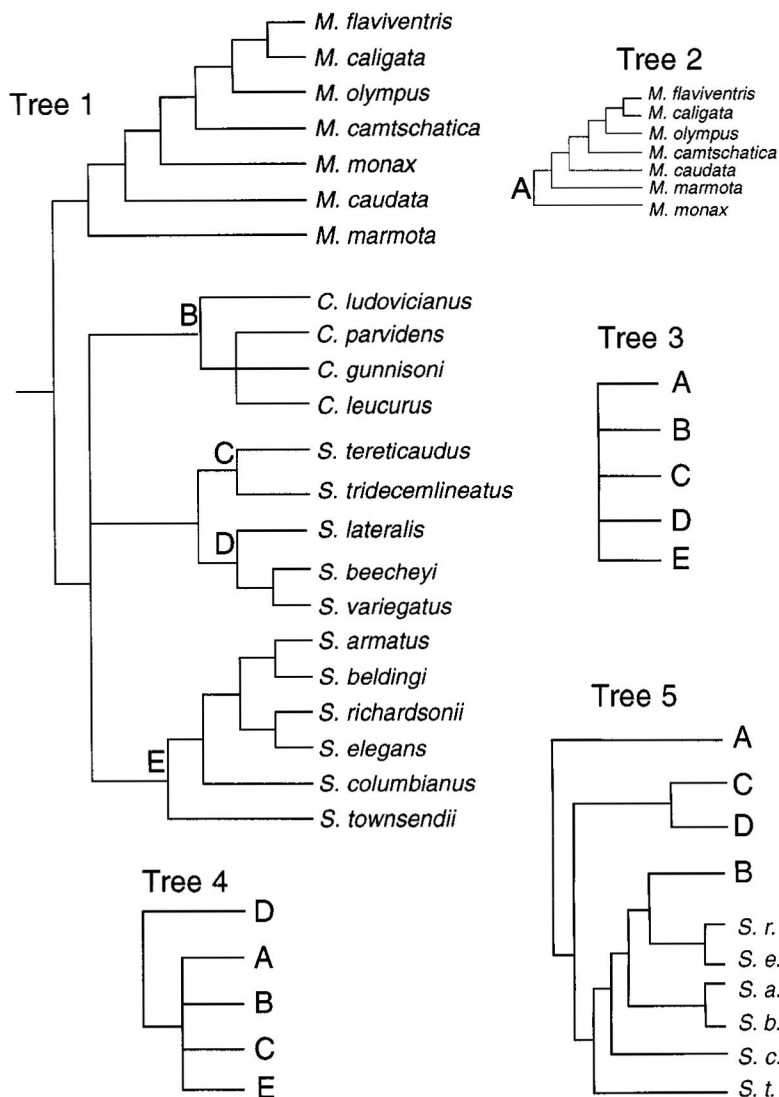 Tree 1
M. flaviventris
M. caligata
M. olympus
M. camtschatica
M. monax
M. caudata
M. marmota
B
C. ludovicianus
C. parvidens
C. gunnisoni
C. leucurus
C
S. tereticaudus
S. tridecemlineatus
D
S. lateralis
S. beecheyi
S. variegatus
E
S. armatus
S. beldingi
S. richardsonii
S. elegans
S. columbianus
S. townsendii
Tree 2
A
M. flaviventris
M. caligata
M. olympus
M. camtschatica
M. caudata
M. marmota
M. monax
Tree 3
A
B
C
D
E
Tree 4
D
A
B
C
E
Tree 5
A
C
D
B
S. r.
S. e.
S. a.
S. b.
S. c.
S. t.